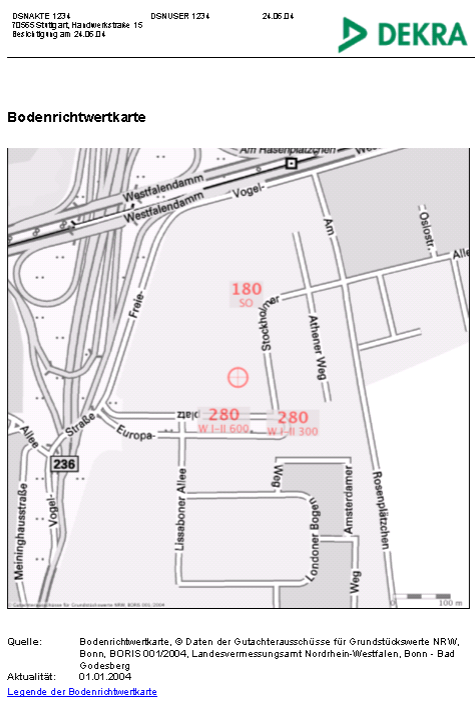 DSNAKTE 1234 DSNUSER 1234 24.06.04
70565 Stuttgart, Handwerkstraße 15
Besichtigung am 24.06.04
DEKRA
Bodenrichtwertkarte
Am Hasenplätzchen We
Westfalendamm
Westfalendamm
Vogel-
Am
Oslostr.
Alle
180
SO
Freie-
Stockholmer
Athener Weg
platz
280
W I-II 600
280
W I-II 300
Straße
Europa-
Allee
236
Vogel-
Meininghausstraße
Lissaboner Allee
Weg
Londoner Bogen
Amsterdamer
Weg
Rosenplätzchen
100 m
Quelle: Bodenrichtwertkarte, © Daten der Gutachterausschüsse für Grundstückswerte NRW,
Bonn, BORIS 001/2004, Landesvermessungsamt Nordrhein-Westfalen, Bonn - Bad
Godesberg
Aktualität: 01.01.2004
Legende der Bodenrichtwertkarte